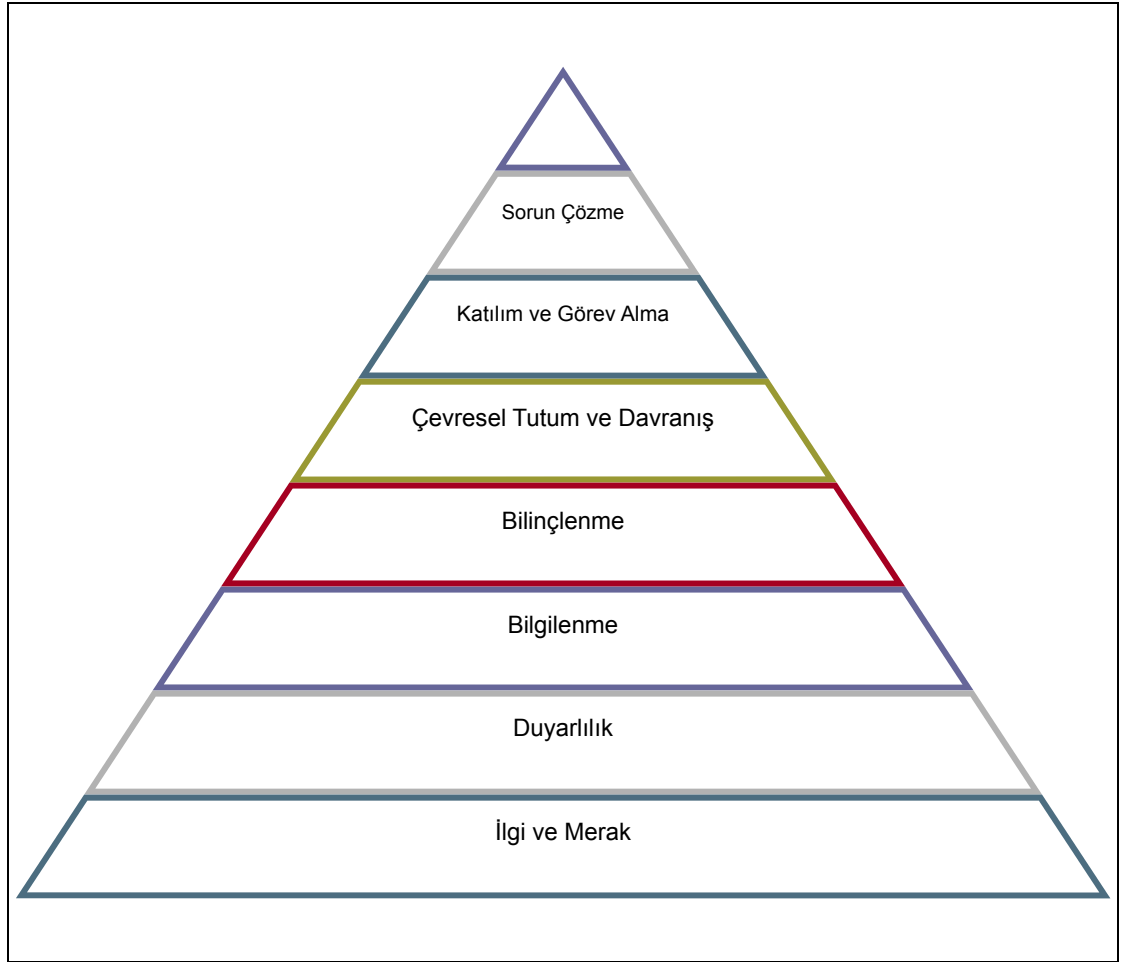 Sorun Çözme
Katılım ve Görev Alma
Çevresel Tutum ve Davranış
Bilinçlenme
Bilgilenme
Duyarlılık
İlgi ve Merak